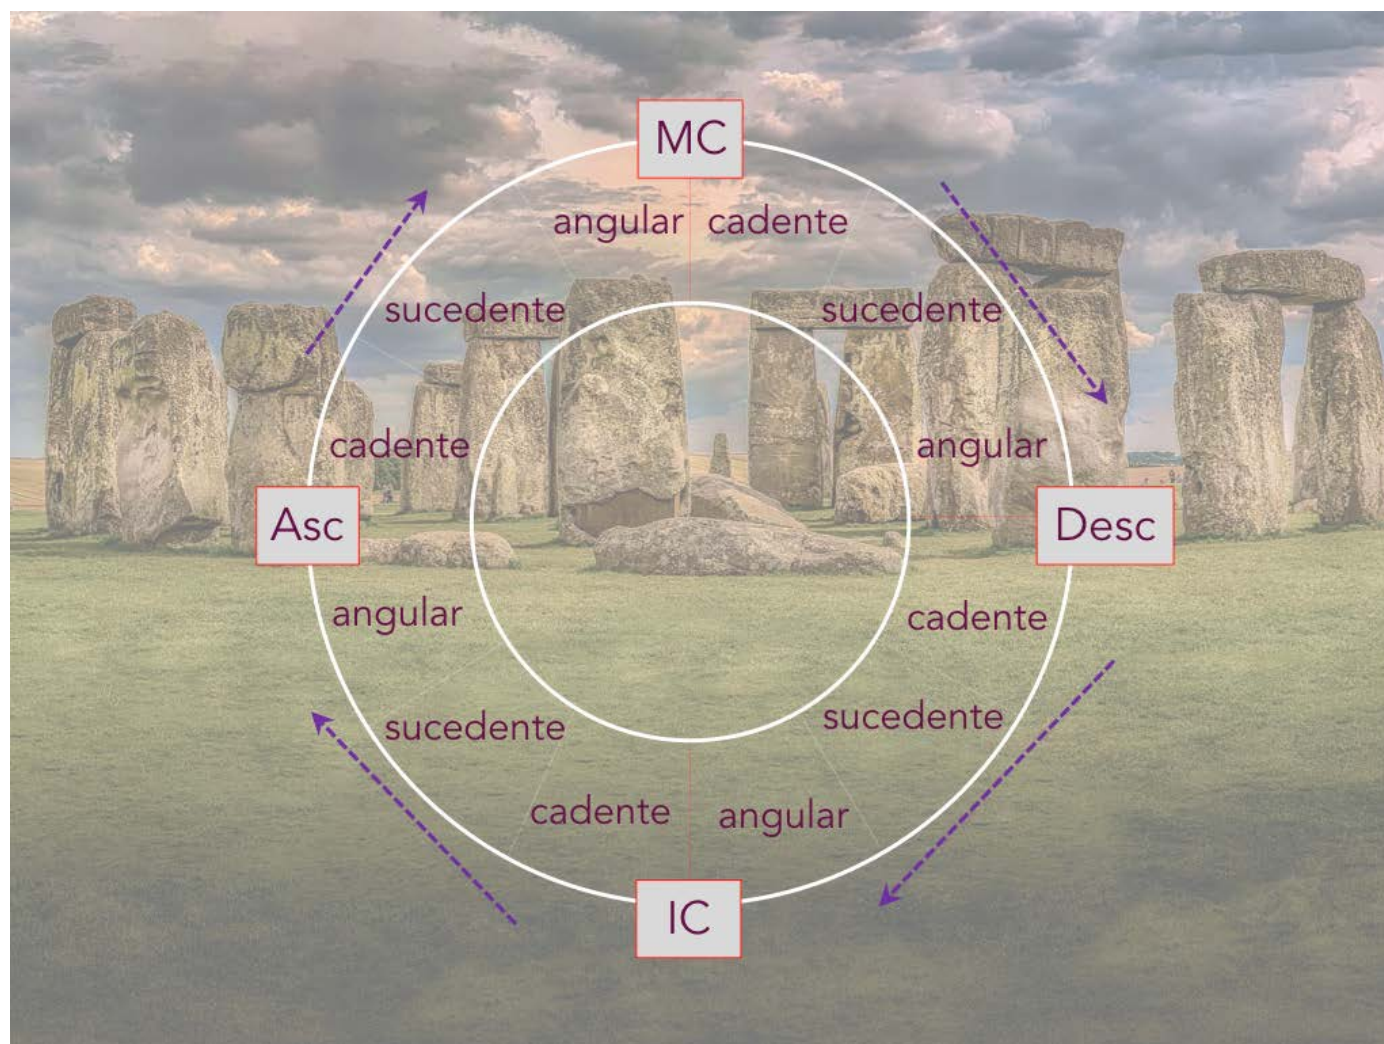 MC
angular cadente
sucedente sucedente
cadente angular
Asc Desc
angular cadente
sucedente sucedente
cadente angular
IC